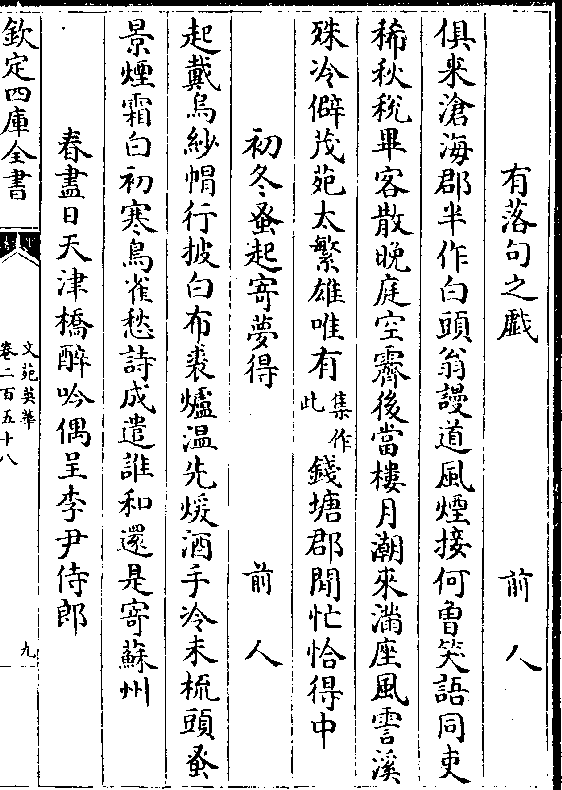 有落句之戲 前人
俱来滄海郡半作白頭翁謾道風煙接何曾笑語同吏
稀秋稅畢客散晚庭空霽後當樓月潮來滿座風雲溪
殊冷僻茂苑太繁雄唯有集作此錢塘郡閒忙恰得中
初冬蚤起寄夢得 前人
起戴烏紗帽行披白布裘爐温先煖酒手冷未梳頭蚤
景煙霜白初寒鳥雀愁詩成遣誰和還是寄蘇州
春盡日天津橋醉吟偶呈李尹侍郎
欽定四庫全書
文苑英華
卷二百五十八
九